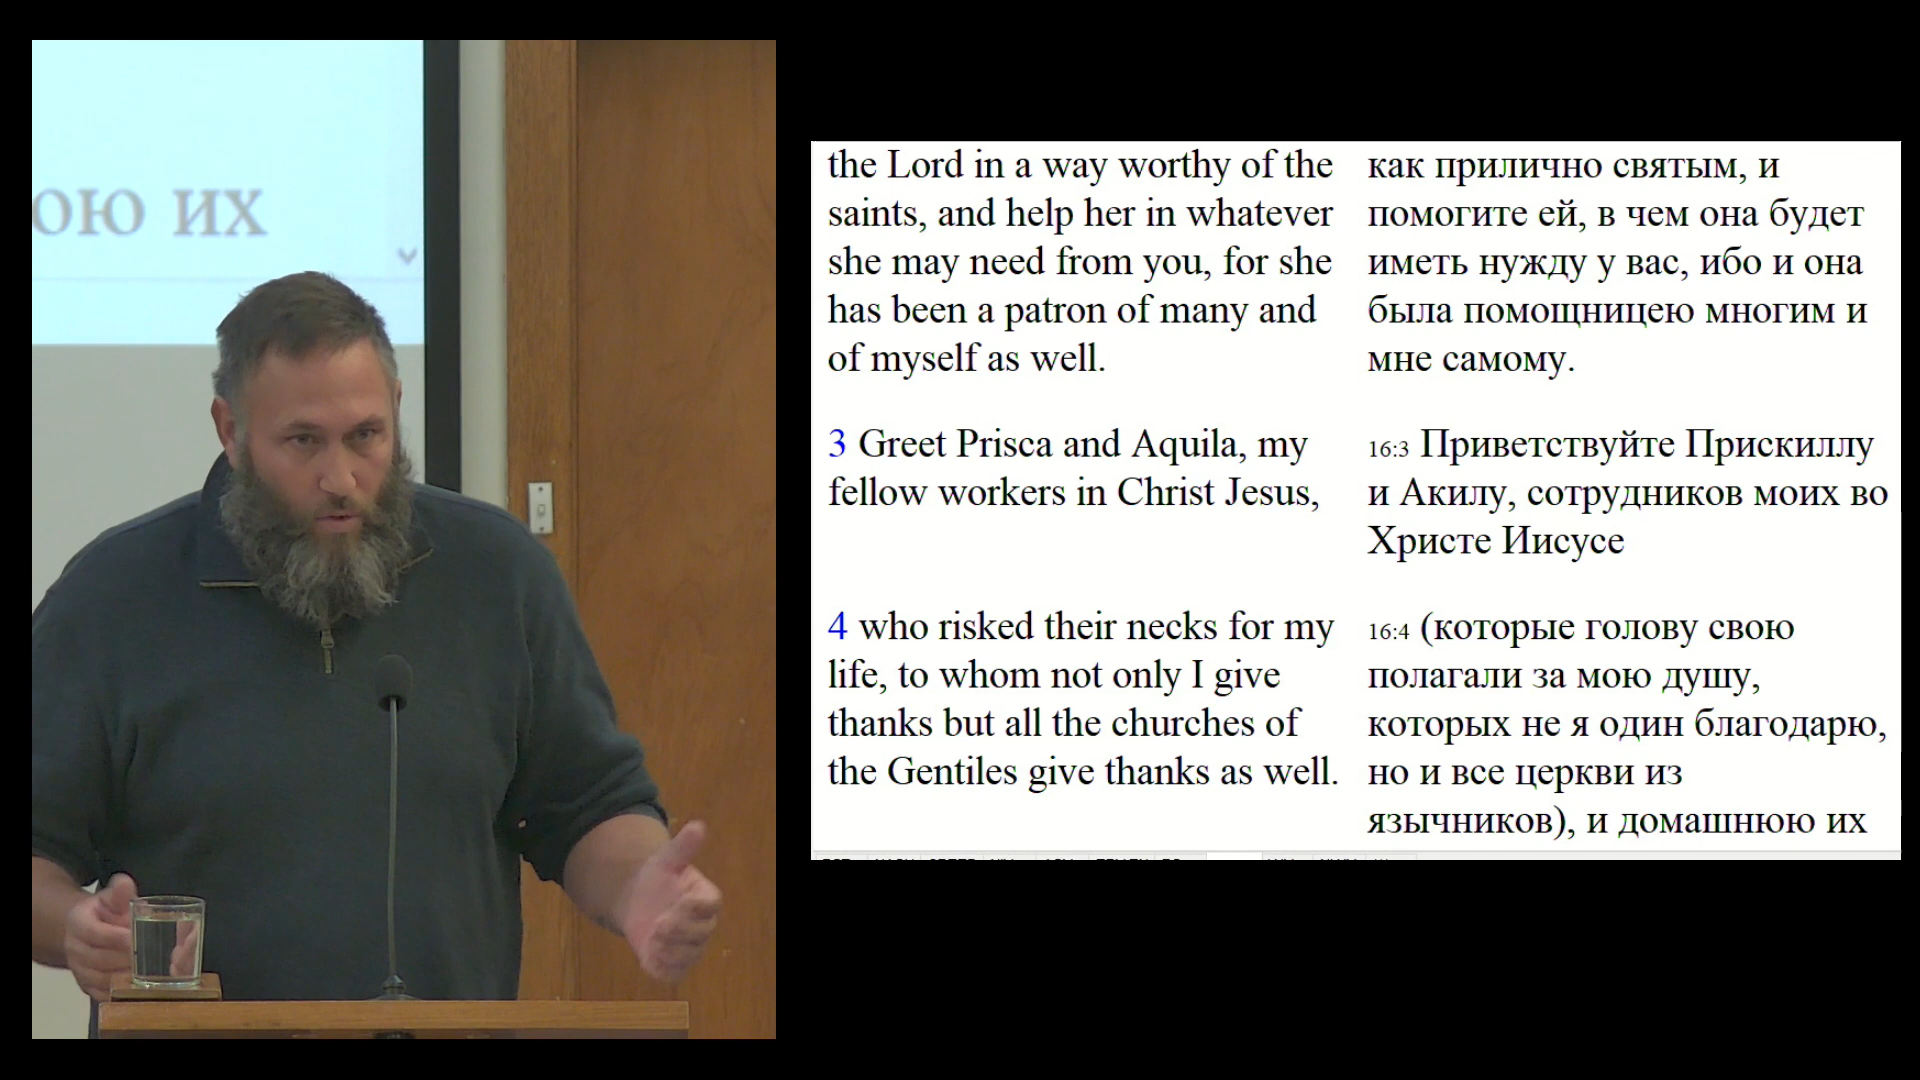 ою их
the Lord in a way worthy of the
saints, and help her in whatever
she may need from you, for she
has been a patron of many and
of myself as well.
3 Greet Prisca and Aquila, my
fellow workers in Christ Jesus,
4 who risked their necks for my
life, to whom not only I give
thanks but all the churches of
the Gentiles give thanks as well.
как прилично святым, и
помогите ей, в чем она будет
иметь нужду у вас, ибо и она
была помощницею многим и
мне самому.
16:3 Приветствуйте Прискиллу
и Акилу, сотрудников моих во
Христе Иисусе
16:4 (которые голову свою
полагали за мою душу,
которых не я один благодарю,
но и все церкви из
язычников), и домашнюю их